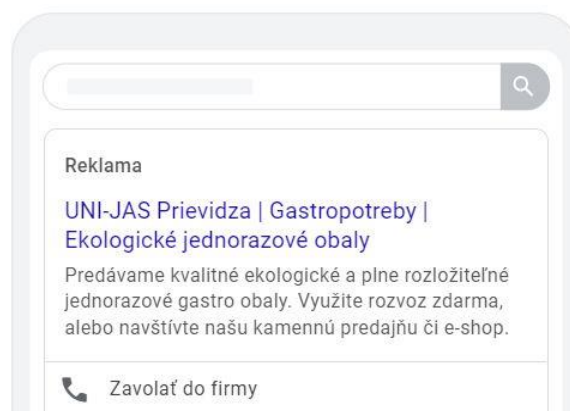 Reklama
UNI-JAS Prievidza | Gastropotreby |
Ekologické jednorazové obaly
Predávame kvalitné ekologické a plne rozložiteľné
jednorazové gastro obaly. Využite rozvoz zdarma,
alebo navštívte našu kamennú predajňu či e-shop.
Zavolať do firmy